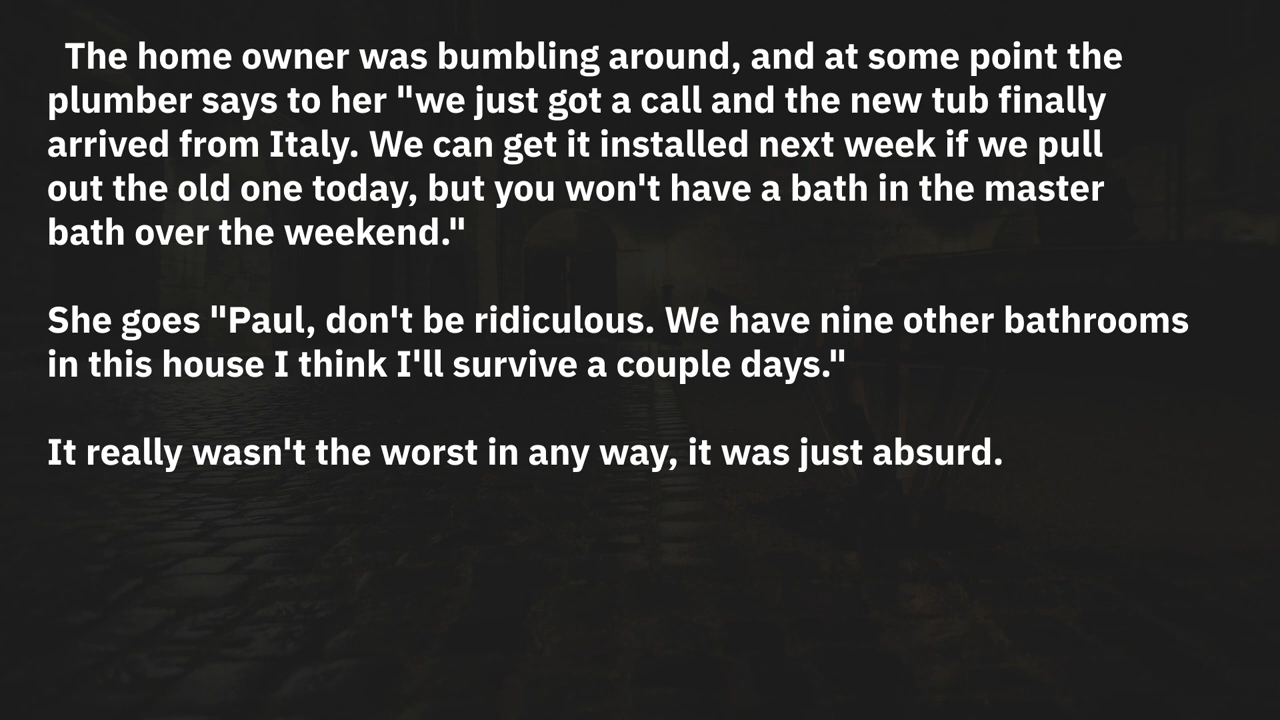 The home owner was bumbling around, and at some point the
plumber says to her "we just got a call and the new tub finally
arrived from Italy. We can get it installed next week if we pull
out the old one today, but you won't have a bath in the master
bath over the weekend."
She goes "Paul, don't be ridiculous. We have nine other bathrooms
in this house I think I'll survive a couple days."
It really wasn't the worst in any way, it was just absurd.